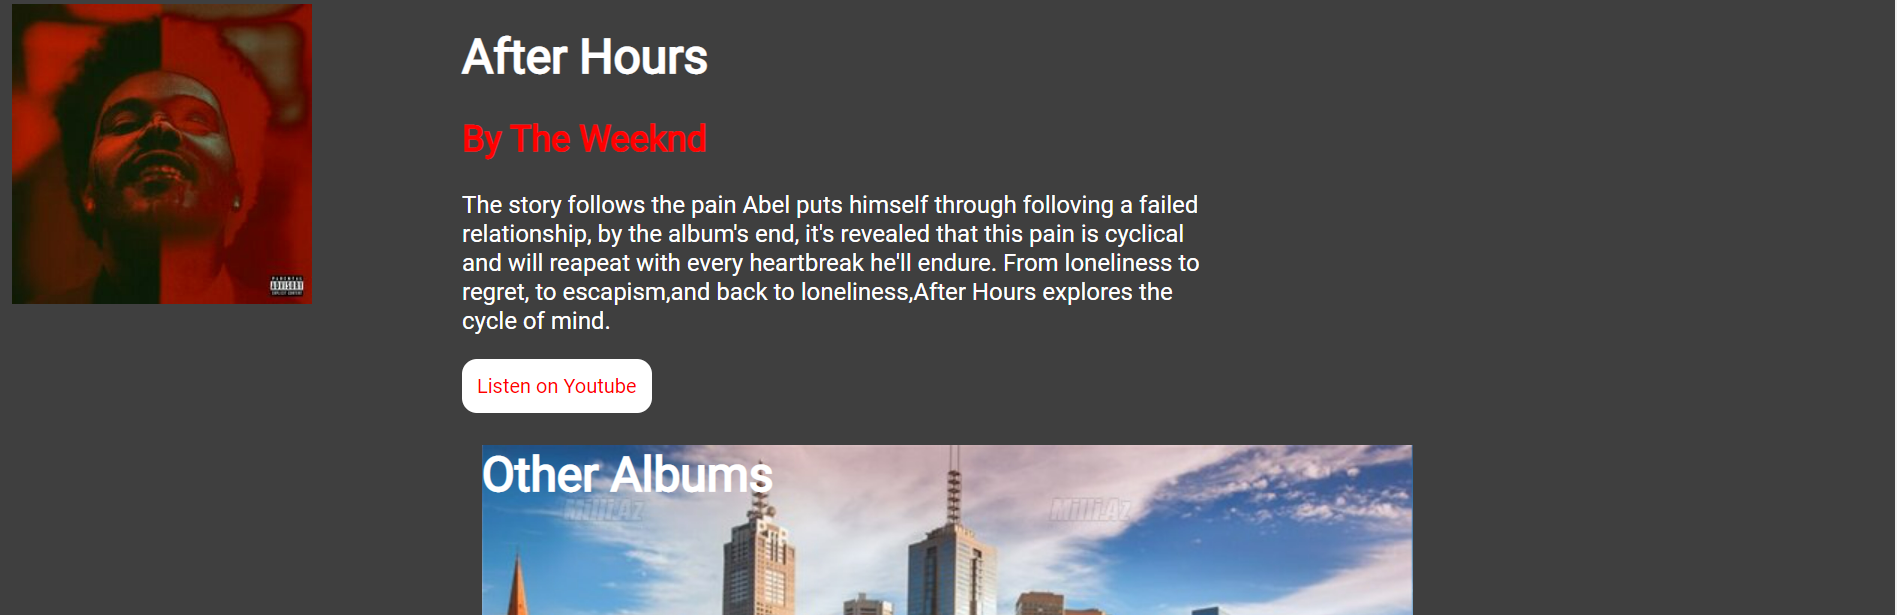 After Hours
By The Weeknd
The story follows the pain Abel puts himself through folloving a failed
relationship, by the album's end, it's revealed that this pain is cyclical
and will reapeat with every heartbreak he'll endure. From loneliness to
regret, to escapism,and back to loneliness,After Hours explores the
cycle of mind.
PARENTAL
ADVISORY
EXPLICIT CONTENT
Listen on Youtube
Other Albums
Milli.Az
Milli.Az